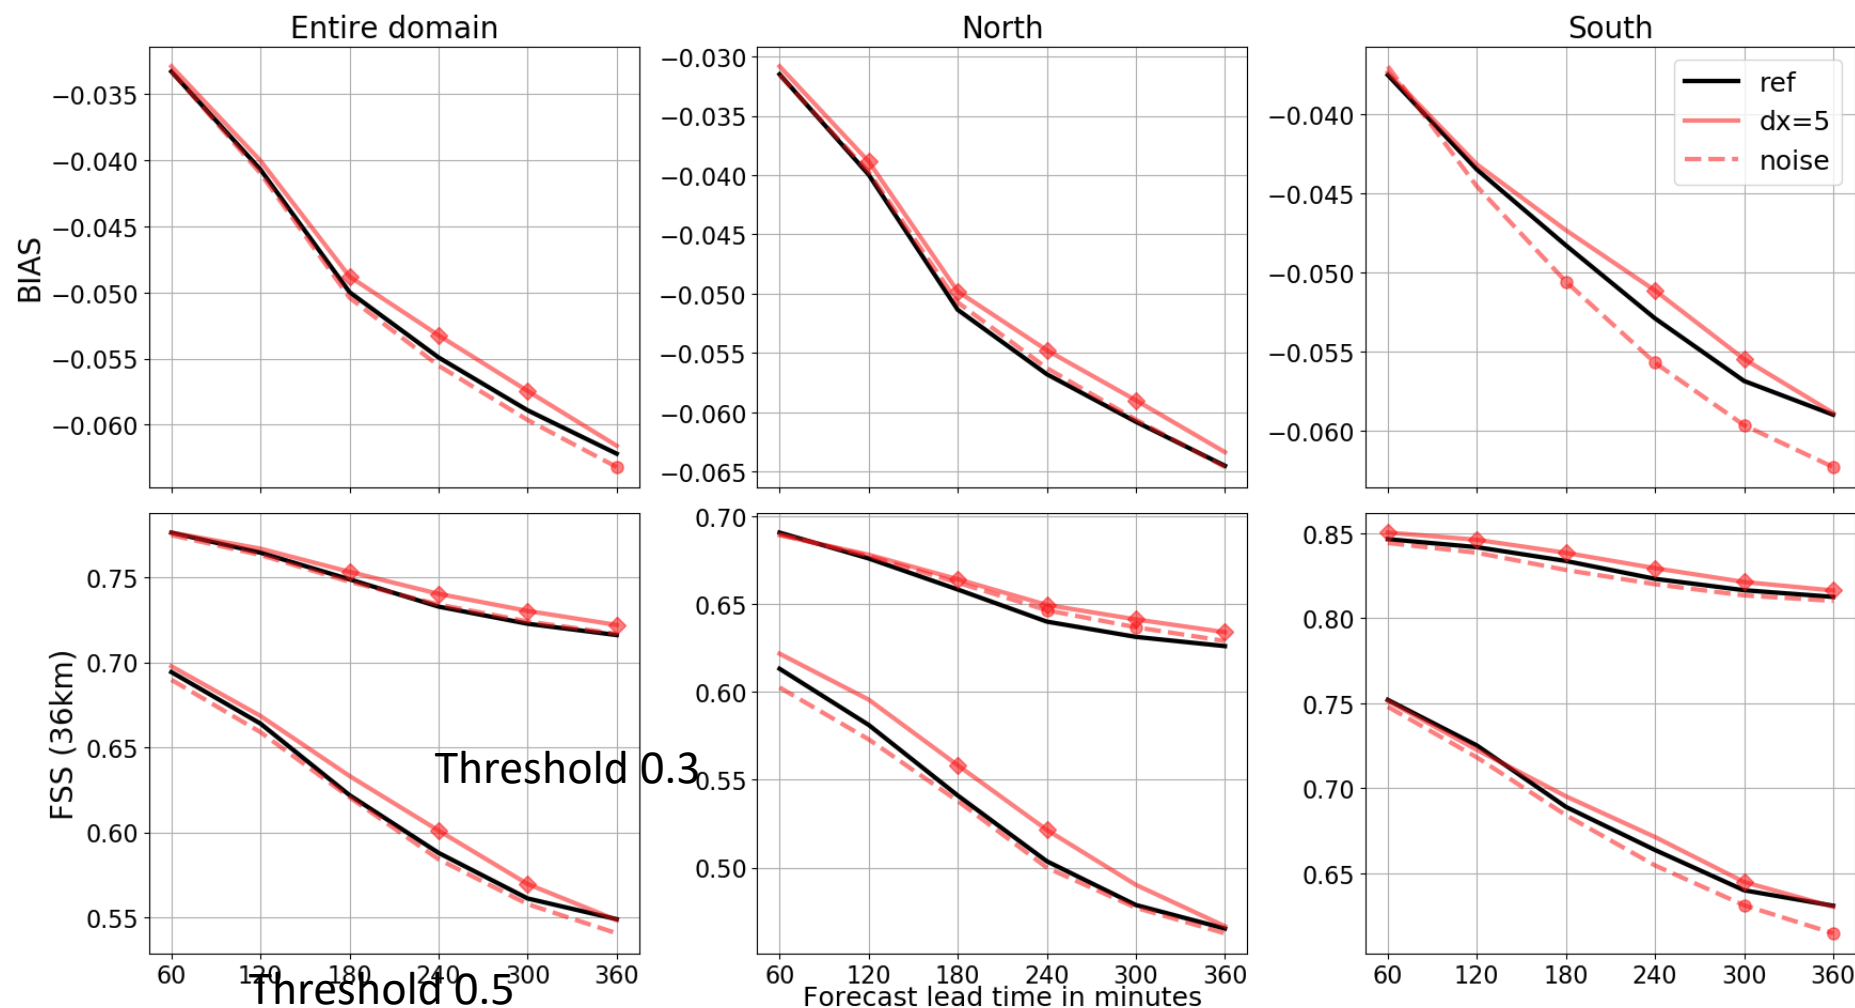 Entire domain
North
South
BIAS
−0.035
−0.040
−0.045
−0.050
−0.055
−0.060
−0.030
−0.035
−0.040
−0.045
−0.050
−0.055
−0.060
−0.065
−0.040
−0.045
−0.050
−0.055
−0.060
ref
dx=5
noise
FSS (36km)
0.75
0.70
0.65
0.60
0.55
0.70
0.65
0.60
0.55
0.50
0.85
0.80
0.75
0.70
0.65
Threshold 0.3
60 120 180 240 300 360
60 120 180 240 300 360
60 120 180 240 300 360
Threshold 0.5
Forecast lead time in minutes